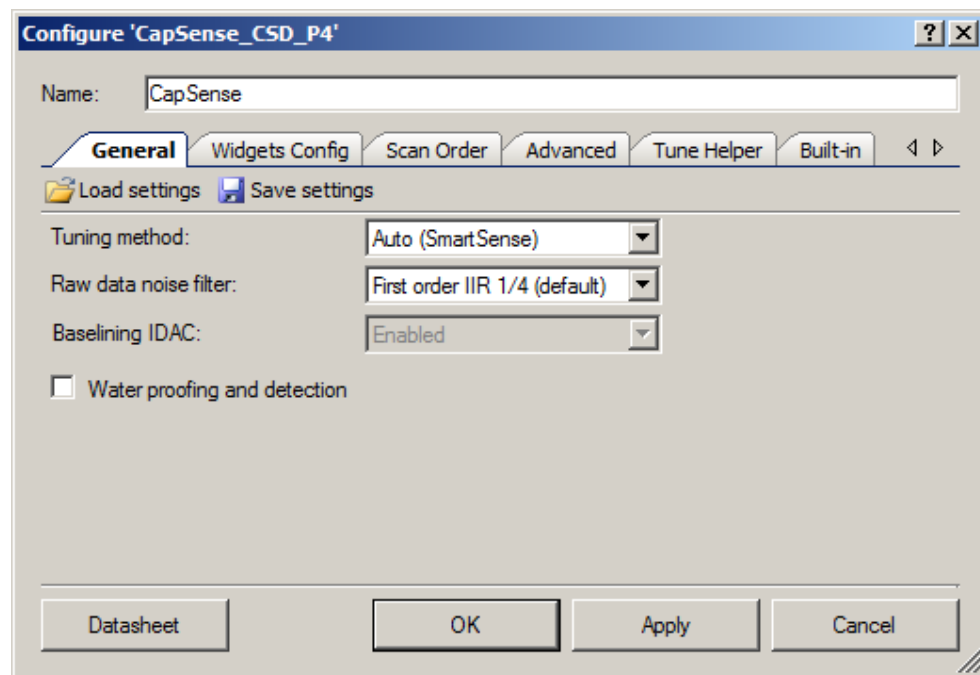 Configure 'CapSense_CSD_P4'
Name: CapSense
General Widgets Config Scan Order Advanced Tune Helper Built-in
Load settings Save settings
Tuning method: Auto (SmartSense)
Raw data noise filter: First order IIR 1/4 (default)
Baselining IDAC: Enabled
Water proofing and detection
Datasheet OK Apply Cancel